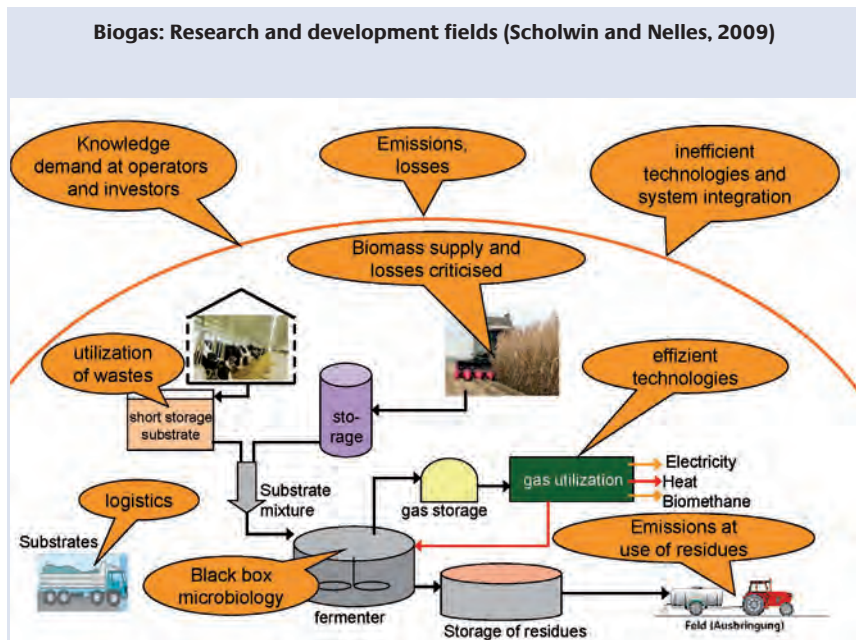 Biogas: Research and development fields (Scholwin and Nelles, 2009)
Knowledge
demand at operators
and investors
Emissions,
losses
inefficient
technologies and
system integration
Biomass supply and
losses criticised
utilization
of wastes
effizient
technologies
short storage
substrate
sto-
rage
Substrate
mixture
gas storage
gas utilization
Electricity
Heat
Biomethane
logistics
Substrates
Black box
microbiology
fermenter
Storage of residues
Emissions at
use of residues
Feld (Ausbringung)